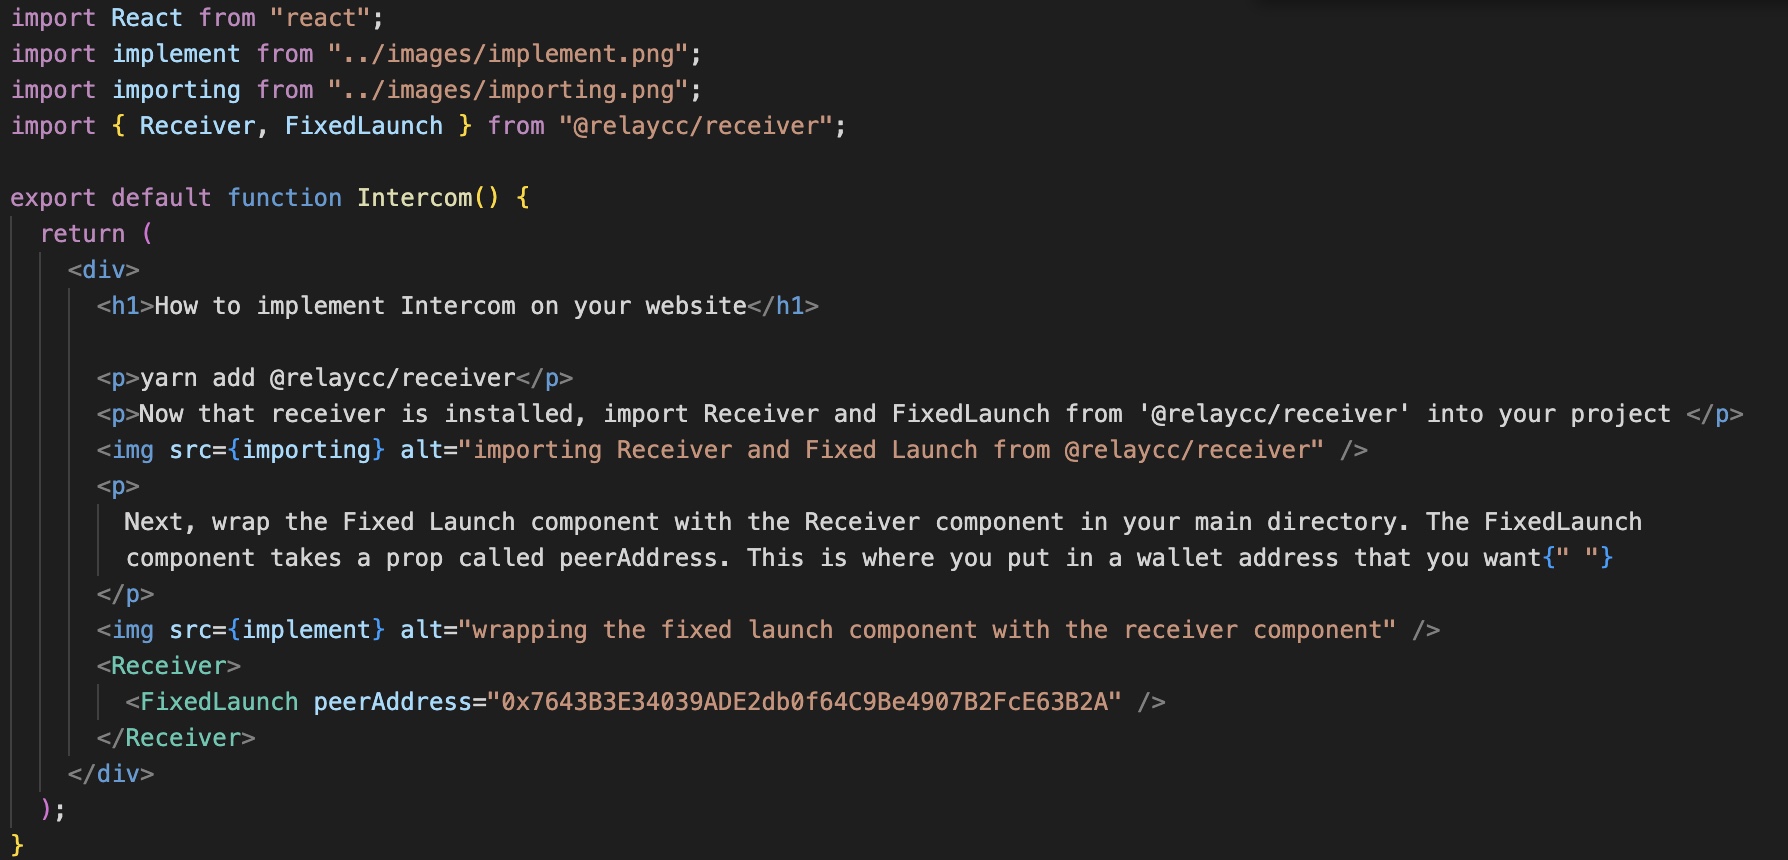 import React from "react";
import implement from "../images/implement.png";
import importing from "../images/importing.png";
import { Receiver, FixedLaunch } from "@relaycc/receiver";
export default function Intercom() {
return (
<div>
<h1>How to implement Intercom on your website</h1>
<p>yarn add @relaycc/receiver</p>
<p>Now that receiver is installed, import Receiver and FixedLaunch from '@relaycc/receiver' into your project </p>
<img src={importing} alt="importing Receiver and Fixed Launch from @relaycc/receiver" />
<p>
Next, wrap the Fixed Launch component with the Receiver component in your main directory. The FixedLaunch
component takes a prop called peerAddress. This is where you put in a wallet address that you want{" "}
</p>
<img src={implement} alt="wrapping the fixed launch component with the receiver component" />
<Receiver>
<FixedLaunch peerAddress="0x7643B3E34039ADE2db0f64C9Be4907B2FcE63B2A" />
</Receiver>
</div>
);
}